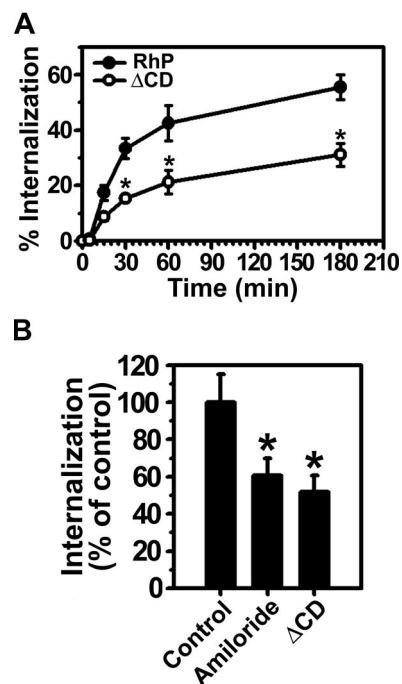 A
RhP
ΔCD
% Internalization
60
40
20
0
*
*
*
0 30 60 90 120 150 180 210
Time (min)
B
Internalization
(% of control)
120
100
80
60
40
20
0
*
*
Control
Amiloride
ΔCD